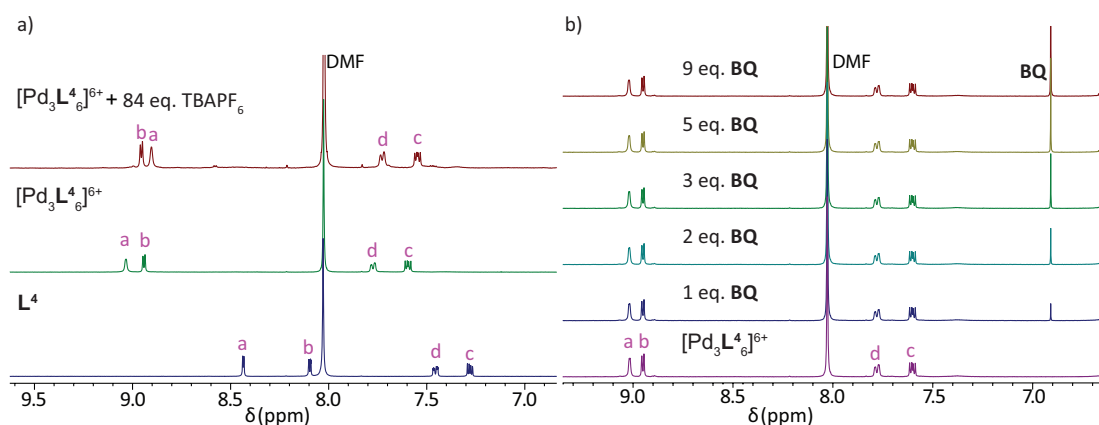 a)
DMF
[Pd₃L⁴₆]⁶⁺ + 84 eq. TBAPF₆
b a
d c
[Pd₃L⁴₆]⁶⁺
a b
d c
L⁴
a b d c
9.5 9.0 8.5 8.0 7.5 7.0
δ (ppm)
b)
DMF
BQ
9 eq. BQ
5 eq. BQ
3 eq. BQ
2 eq. BQ
1 eq. BQ
[Pd₃L⁴₆]⁶⁺
a b d c
9.0 8.5 8.0 7.5 7.0
δ (ppm)